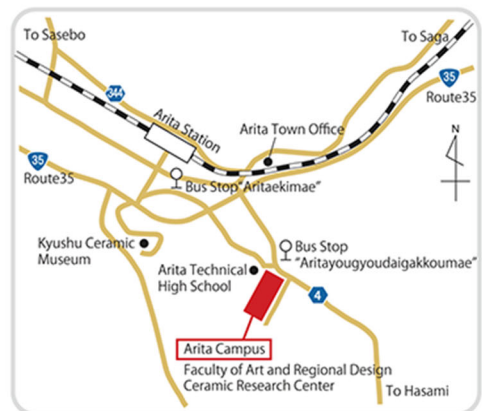 To Sasebo
To Saga
344
35
Route35
Arita Station
Arita Town Office
N
35
Route35
Bus Stop"Aritaekimae"
Kyushu Ceramic
Museum
Bus Stop
"Aritayougyoudaigakkoumae"
Arita Technical
High School
4
Arita Campus
Faculty of Art and Regional Design
Ceramic Research Center
To Hasami